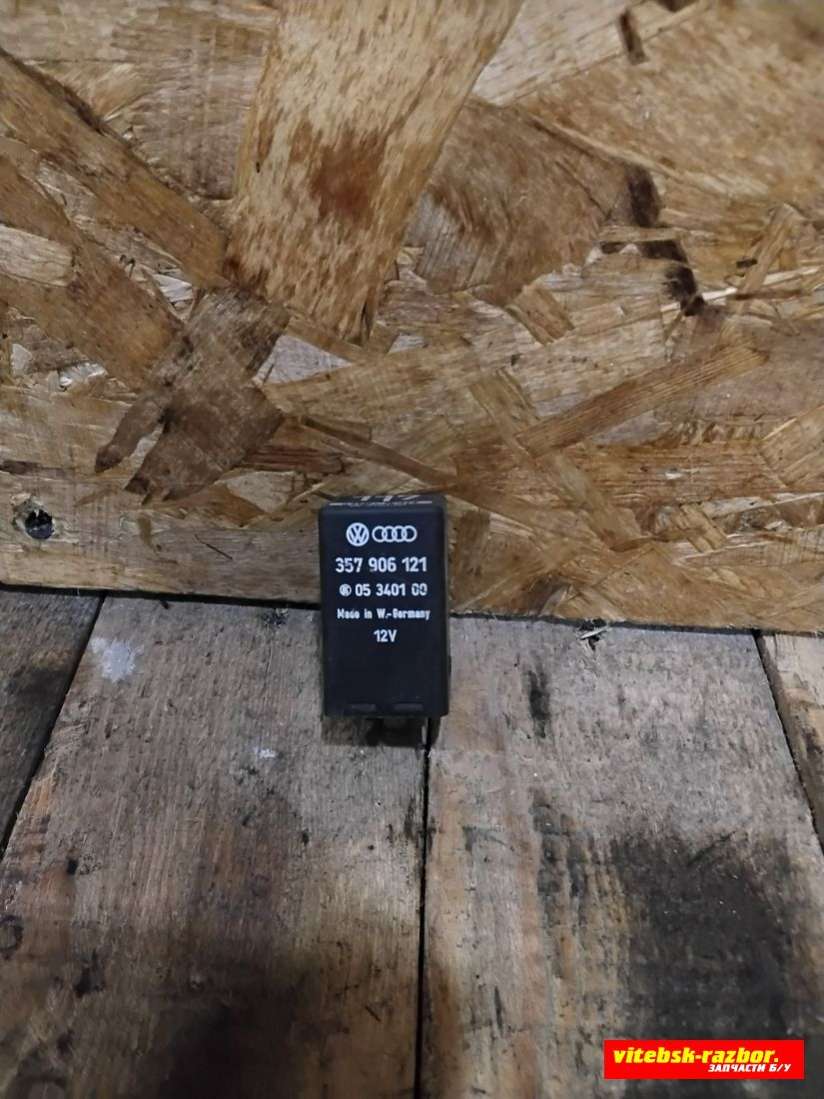 357 906 121
05 3401 00
Made in W.-Germany
12V
vitebsk-razbor.
ЗАПЧАСТИ Б/У